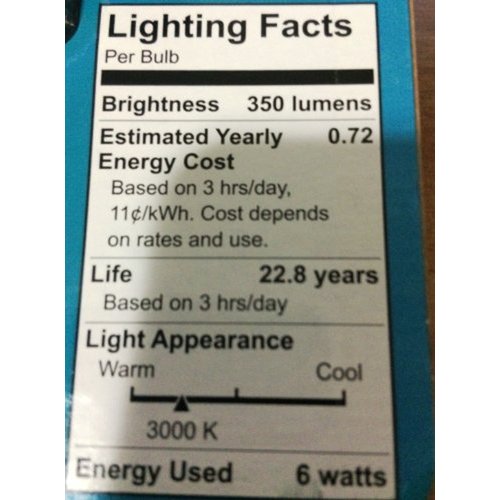 Lighting Facts
Per Bulb
Brightness 350 lumens
Estimated Yearly 0.72
Energy Cost
Based on 3 hrs/day,
11¢/kWh. Cost depends
on rates and use.
Life 22.8 years
Based on 3 hrs/day
Light Appearance
Warm Cool
3000 K
Energy Used 6 watts